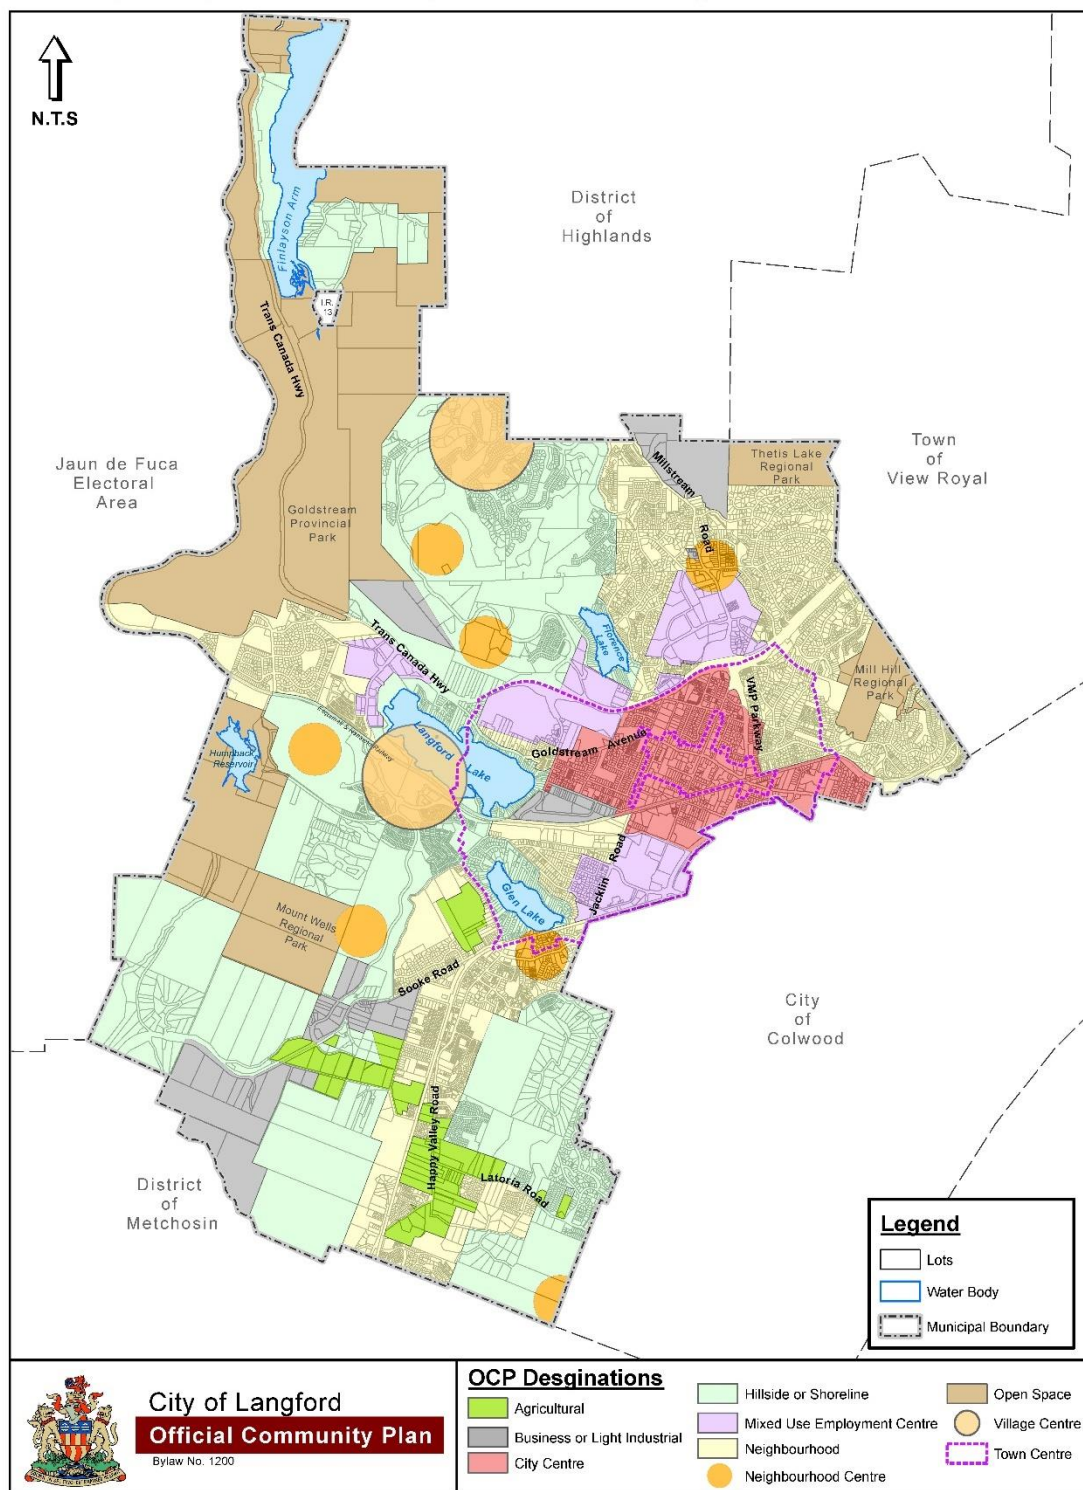 N.T.S
District
of
Highlands
Finlayson Arm
I.R.
13
Trans Canada Hwy
Jaun de Fuca
Electoral
Area
Goldstream
Provincial
Park
Millstream
Road
Thetis Lake
Regional
Park
Town
of
View Royal
Florence
Lake
Trans Canada Hwy
Mill Hill
Regional
Park
VMP Parkway
Humpback
Reservoir
Langford
Lake
Goldstream Avenue
Jacklin Road
Glen Lake
Mount Wells
Regional
Park
Sooke Road
City
of
Colwood
Happy Valley Road
Latoria Road
District
of
Metchosin
Legend
Lots
Water Body
Municipal Boundary
City of Langford
Official Community Plan
Bylaw No. 1200
OCP Desginations
Agricultural
Business or Light Industrial
City Centre
Hillside or Shoreline
Mixed Use Employment Centre
Neighbourhood
Neighbourhood Centre
Open Space
Village Centre
Town Centre